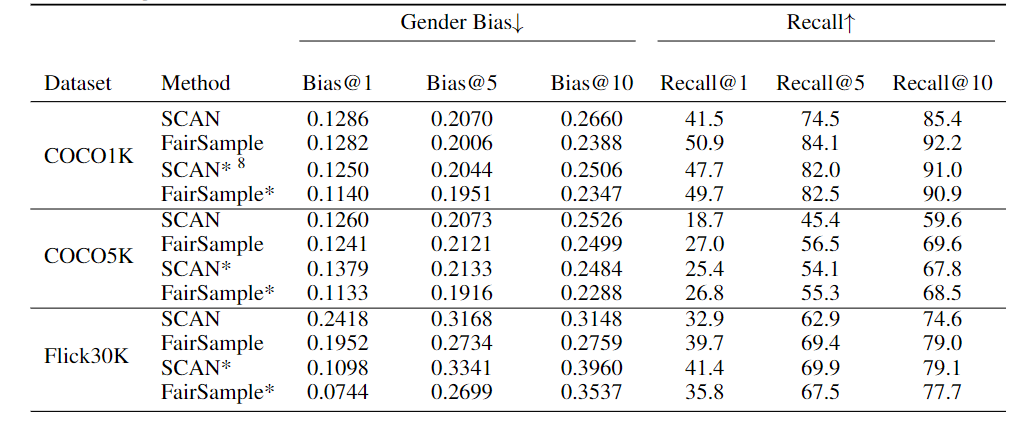 Gender Bias↓ Recall↑
Dataset Method Bias@1 Bias@5 Bias@10 Recall@1 Recall@5 Recall@10
SCAN 0.1286 0.2070 0.2660 41.5 74.5 85.4
FairSample 0.1282 0.2006 0.2388 50.9 84.1 92.2
COCO1K
SCAN* 8 0.1250 0.2044 0.2506 47.7 82.0 91.0
FairSample* 0.1140 0.1951 0.2347 49.7 82.5 90.9
SCAN 0.1260 0.2073 0.2526 18.7 45.4 59.6
FairSample 0.1241 0.2121 0.2499 27.0 56.5 69.6
COCO5K
SCAN* 0.1379 0.2133 0.2484 25.4 54.1 67.8
FairSample* 0.1133 0.1916 0.2288 26.8 55.3 68.5
SCAN 0.2418 0.3168 0.3148 32.9 62.9 74.6
FairSample 0.1952 0.2734 0.2759 39.7 69.4 79.0
Flick30K
SCAN* 0.1098 0.3341 0.3960 41.4 69.9 79.1
FairSample* 0.0744 0.2699 0.3537 35.8 67.5 77.7